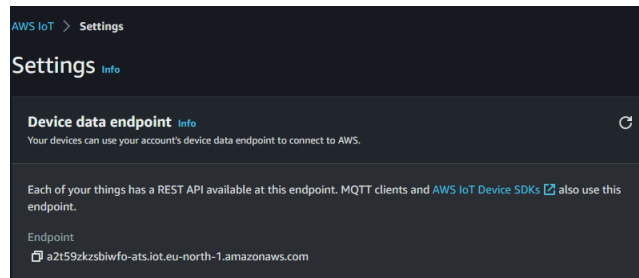 AWS IoT > Settings
Settings Info
Device data endpoint Info
Your devices can use your account's device data endpoint to connect to AWS.
Each of your things has a REST API available at this endpoint. MQTT clients and AWS IoT Device SDKs also use this
endpoint.
Endpoint
a2t59zkzsbiwfo-ats.iot.eu-north-1.amazonaws.com